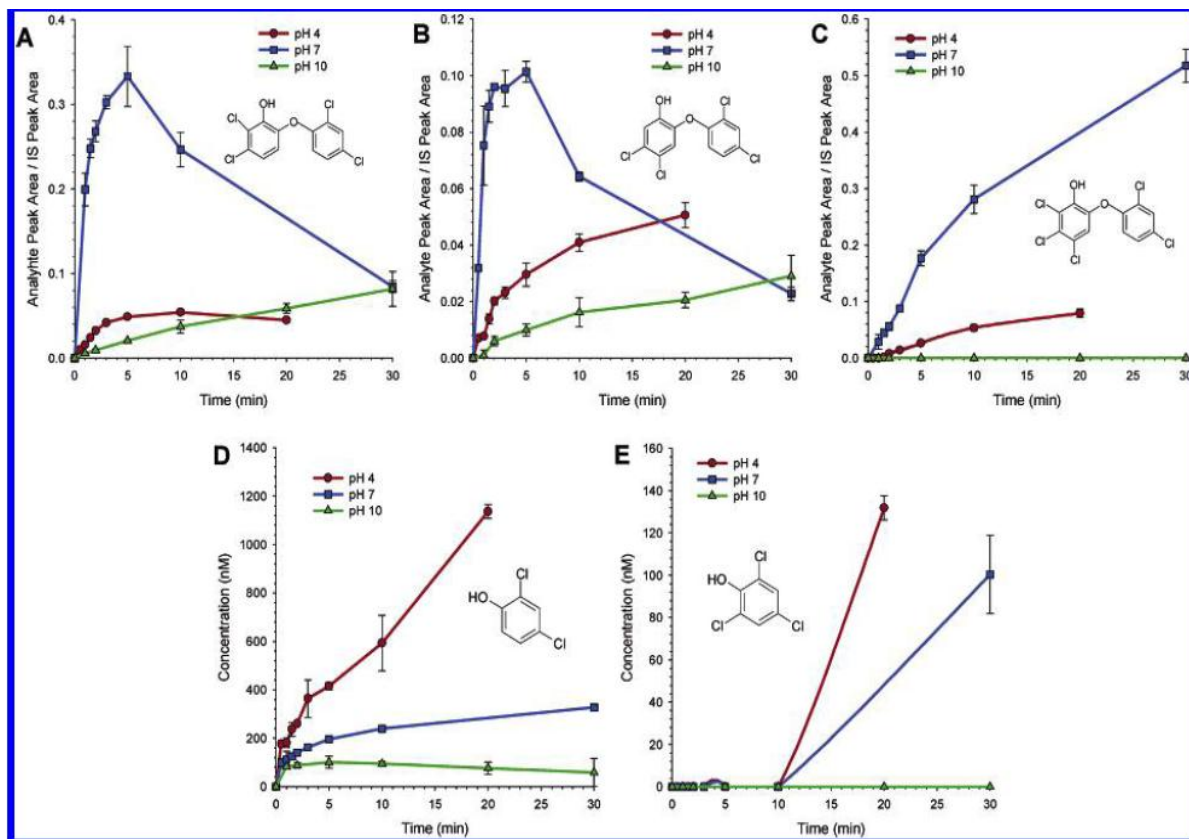 A
Analyhte Peak Area / IS Peak Area
0.4
0.3
0.2
0.1
0.0
pH 4
pH 7
pH 10
OH
Cl
O
Cl
Cl
Cl
0 5 10 15 20 25 30
Time (min)
B
Analyte Peak Area / IS Peak Area
0.12
0.10
0.08
0.06
0.04
0.02
0.00
pH 4
pH 7
pH 10
OH
Cl
O
Cl
Cl
Cl
0 5 10 15 20 25 30
Time (min)
C
Analyte Peak Area / IS Peak Area
0.6
0.5
0.4
0.3
0.2
0.1
0.0
pH 4
pH 7
pH 10
OH
Cl
Cl
O
Cl
Cl
Cl
0 5 10 15 20 25 30
Time (min)
D
Concentration (nM)
1400
1200
1000
800
600
400
200
0
pH 4
pH 7
pH 10
Cl
HO
Cl
0 5 10 15 20 25 30
Time (min)
E
Concentration (nM)
160
140
120
100
80
60
40
20
0
pH 4
pH 7
pH 10
Cl
HO
Cl
Cl
0 5 10 15 20 25 30
Time (min)